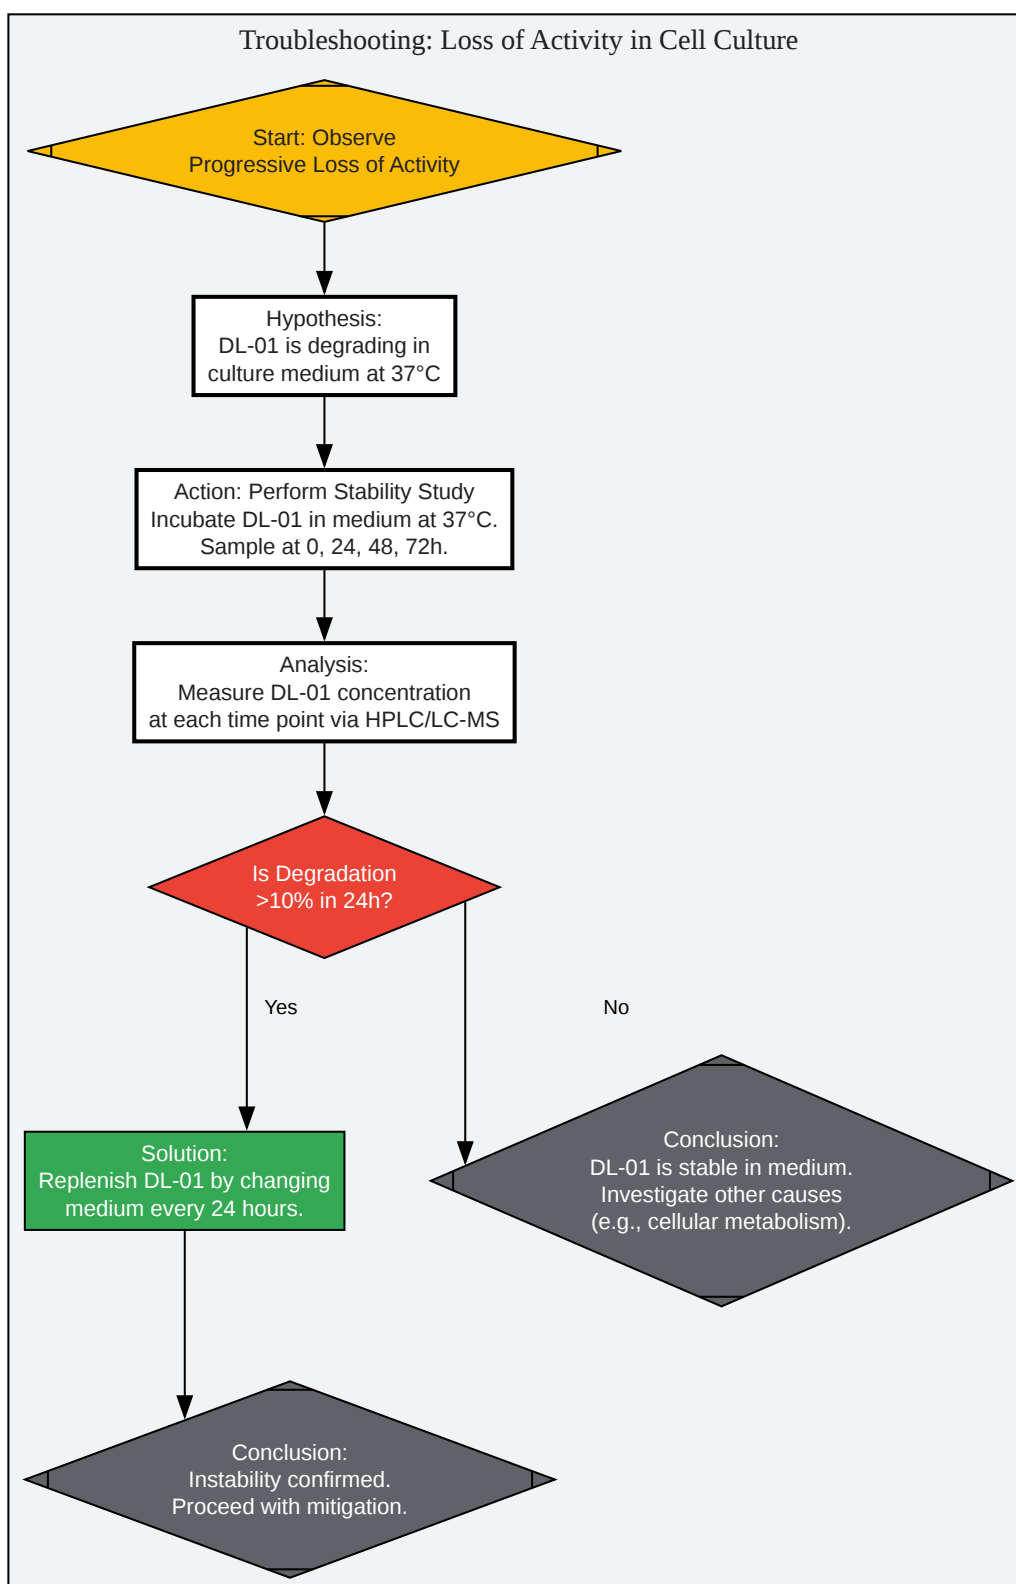 Troubleshooting: Loss of Activity in Cell Culture
Start: Observe
Progressive Loss of Activity
Hypothesis:
DL-01 is degrading in
culture medium at 37°C
Action: Perform Stability Study
Incubate DL-01 in medium at 37°C.
Sample at 0, 24, 48, 72h.
Analysis:
Measure DL-01 concentration
at each time point via HPLC/LC-MS
Is Degradation
>10% in 24h?
Yes
No
Solution:
Replenish DL-01 by changing
medium every 24 hours.
Conclusion:
DL-01 is stable in medium.
Investigate other causes
(e.g., cellular metabolism).
Conclusion:
Instability confirmed.
Proceed with mitigation.